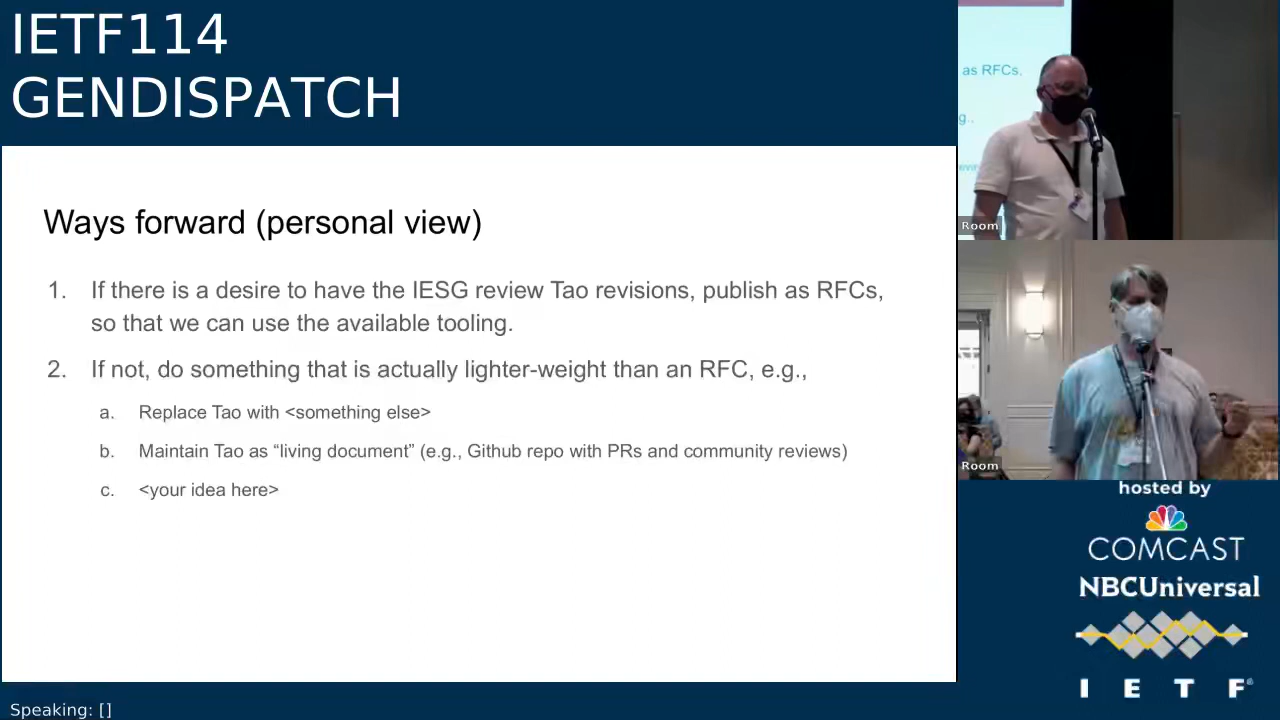 IETF114
GENDISPATCH
Ways forward (personal view)
1. If there is a desire to have the IESG review Tao revisions, publish as RFCs,
so that we can use the available tooling.
2. If not, do something that is actually lighter-weight than an RFC, e.g.,
a. Replace Tao with <something else>
b. Maintain Tao as “living document” (e.g., Github repo with PRs and community reviews)
c. <your idea here>
Speaking: []
as RFCs,
g.,
Room
Room
hosted by
COMCAST
NBCUniversal
I E T F®